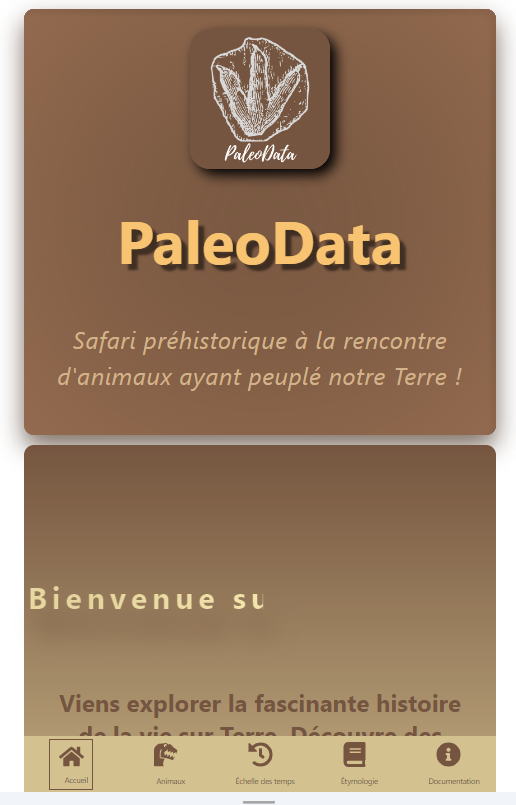 PaleoData
PaleoData
Safari préhistorique à la rencontre
d'animaux ayant peuplé notre Terre !
Bienvenue su
Viens explorer la fascinante histoire
de la vie sur Terre. Découvre des
Accueil
Animaux
Échelle des temps
Étymologie
Documentation